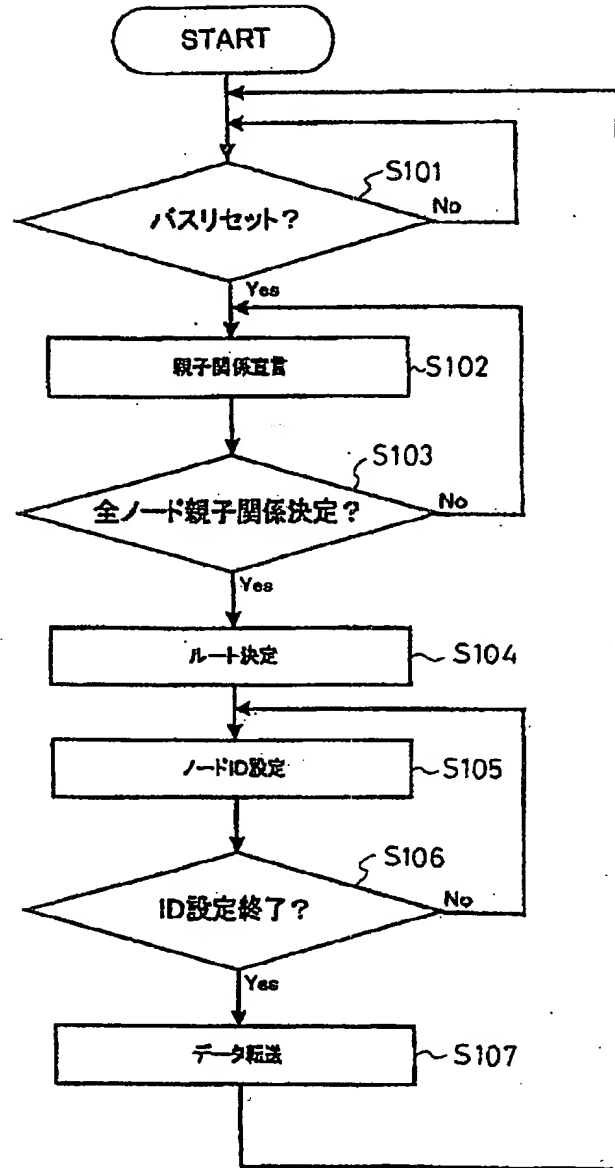 START
S101
バスリセット?
No
Yes
親子関係宣言
S102
S103
全ノード親子関係決定?
No
Yes
ルート決定
S104
ノードID設定
S105
S106
ID設定終了?
No
Yes
データ転送
S107